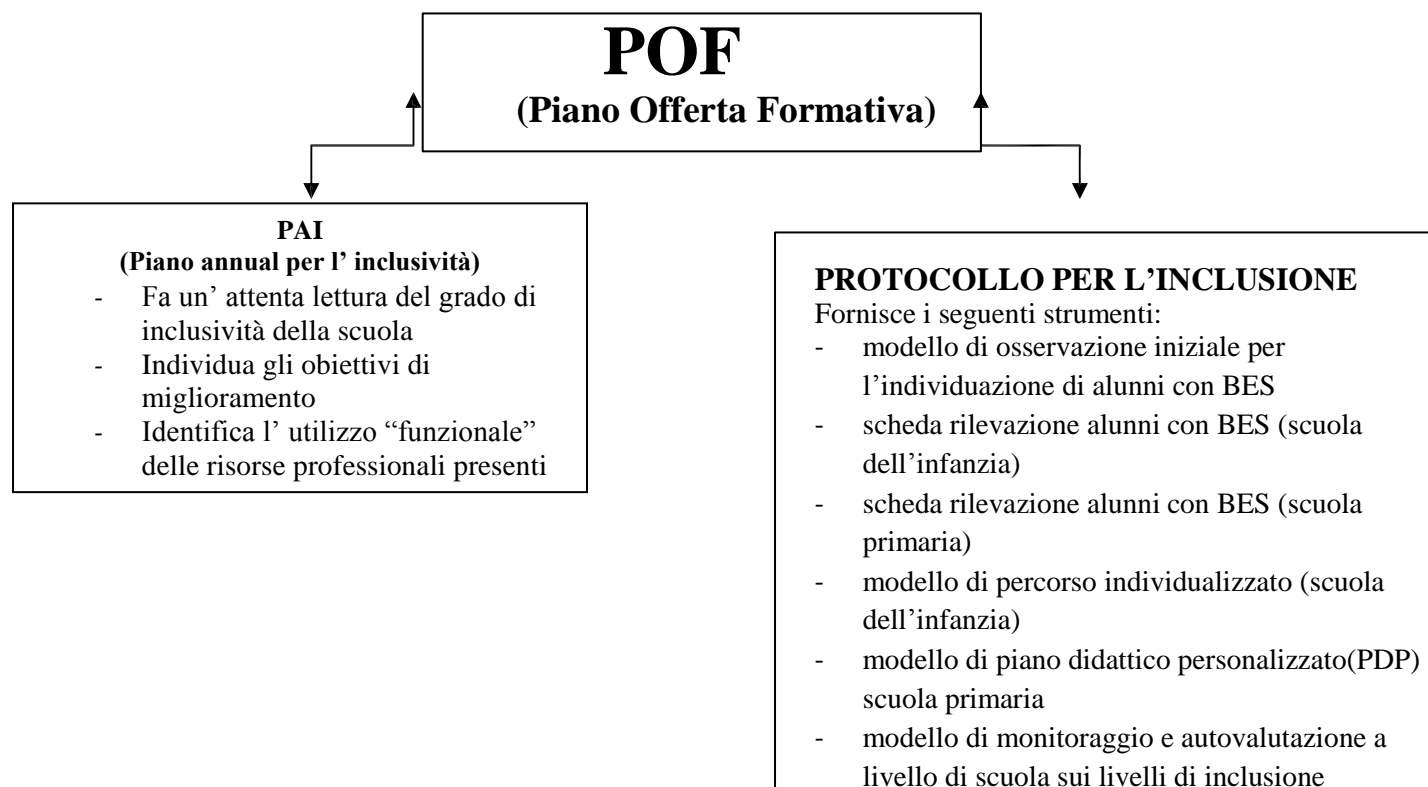 POF
(Piano Offerta Formativa)
PAI
(Piano annual per l’ inclusività)
- Fa un’ attenta lettura del grado di
inclusività della scuola
- Individua gli obiettivi di
miglioramento
- Identifica l’ utilizzo “funzionale”
delle risorse professionali presenti
PROTOCOLLO PER L’INCLUSIONE
Fornisce i seguenti strumenti:
- modello di osservazione iniziale per
l’individuazione di alunni con BES
- scheda rilevazione alunni con BES (scuola
dell’infanzia)
- scheda rilevazione alunni con BES (scuola
primaria)
- modello di percorso individualizzato (scuola
dell’infanzia)
- modello di piano didattico personalizzato(PDP)
scuola primaria
- modello di monitoraggio e autovalutazione a
livello di scuola sui livelli di inclusione